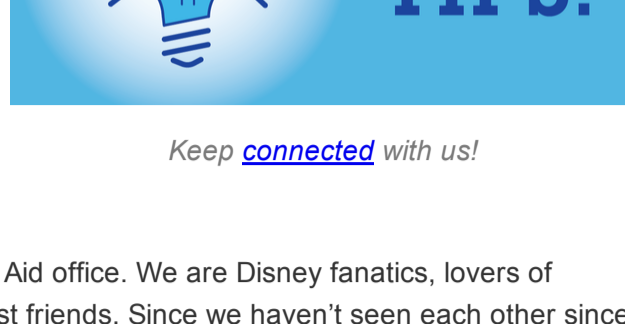 Keep connected with us!
Aid office. We are Disney fanatics, lovers of
friends. Since we haven't seen each other since